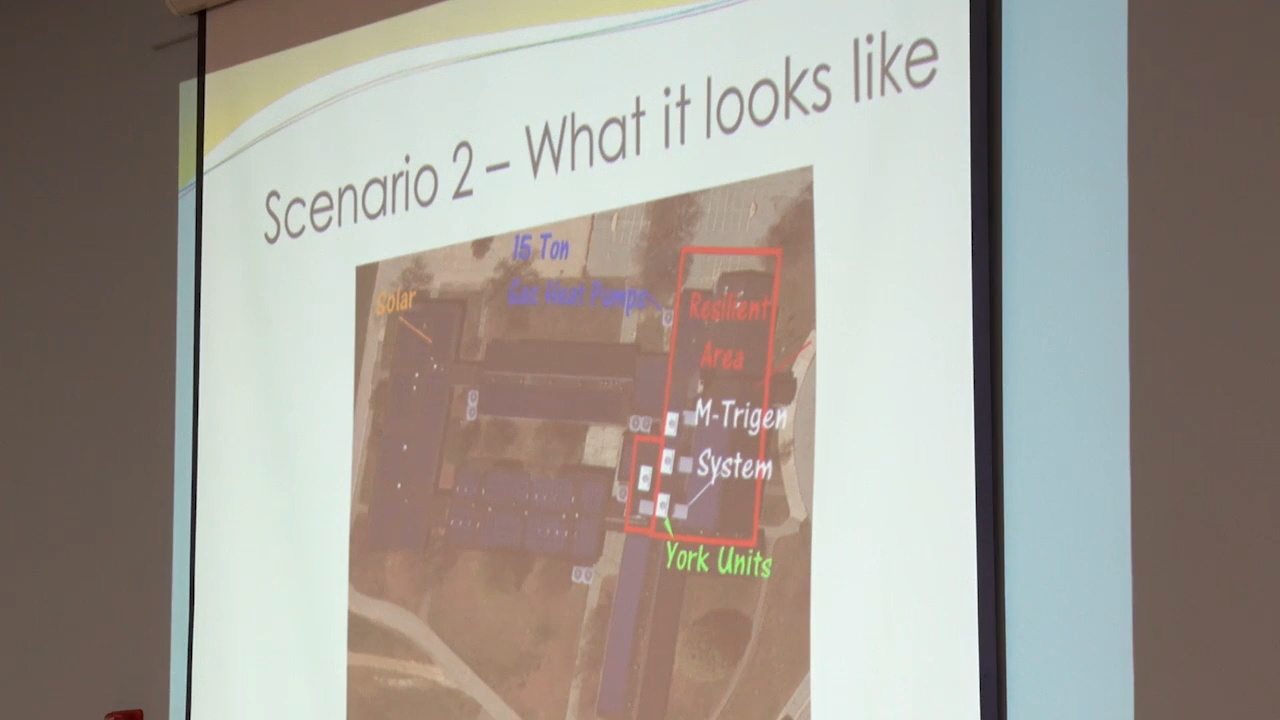 Scenario 2 – What it looks like
15 Ton
Gas Heat Pumps
Solar
Resilient
Area
M-Trigen
System
York Units